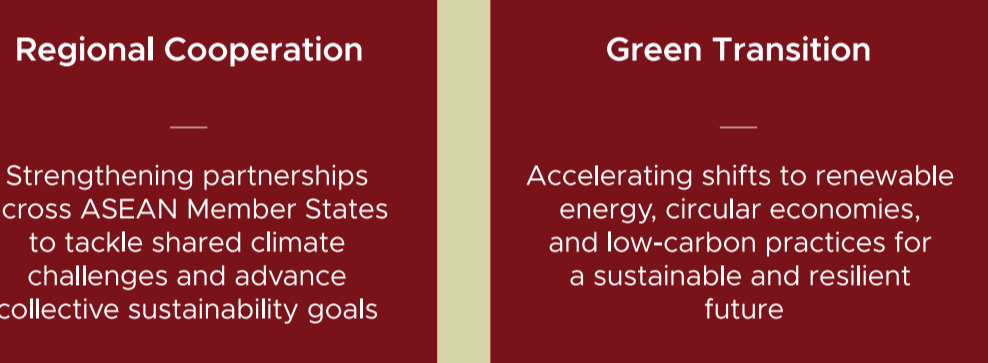 Regional Cooperation
Strengthening partnerships
cross ASEAN Member States
to tackle shared climate
challenges and advance
collective sustainability goals
Green Transition
Accelerating shifts to renewable
energy, circular economies,
and low-carbon practices for
a sustainable and resilient
future